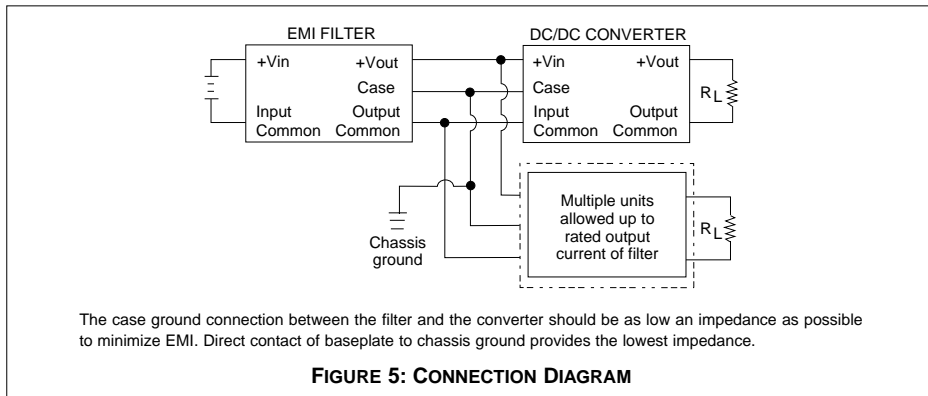 EMI FILTER
DC/DC CONVERTER
+Vin
+Vout
Case
Input
Common
Output
Common
+Vin
+Vout
Case
Input
Common
Output
Common
RL
Chassis
ground
Multiple units
allowed up to
rated output
current of filter
RL
The case ground connection between the filter and the converter should be as low an impedance as possible
to minimize EMI. Direct contact of baseplate to chassis ground provides the lowest impedance.
FIGURE 5: CONNECTION DIAGRAM